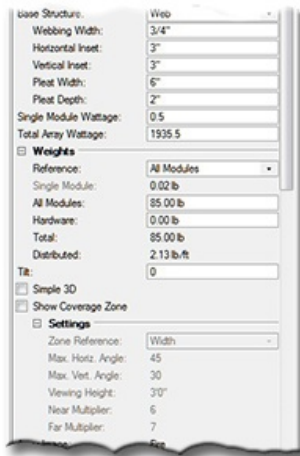 Base Structure: Web
Webbing Width: 3/4"
Horizontal Inset: 3"
Vertical Inset: 3"
Pleat Width: 6"
Pleat Depth: 2"
Single Module Wattage: 0.5
Total Array Wattage: 1935.5
Weights
Reference: All Modules
Single Module: 0.02 lb
All Modules: 85.00 lb
Hardware: 0.00 lb
Total: 85.00 lb
Distributed: 2.13 lb/ft
Tilt: 0
Simple 3D
Show Coverage Zone
Settings
Zone Reference: Width
Max. Horiz. Angle: 45
Max. Vert. Angle: 30
Viewing Height: 3'0"
Near Multiplier: 6
Far Multiplier: 7
Image: Fire